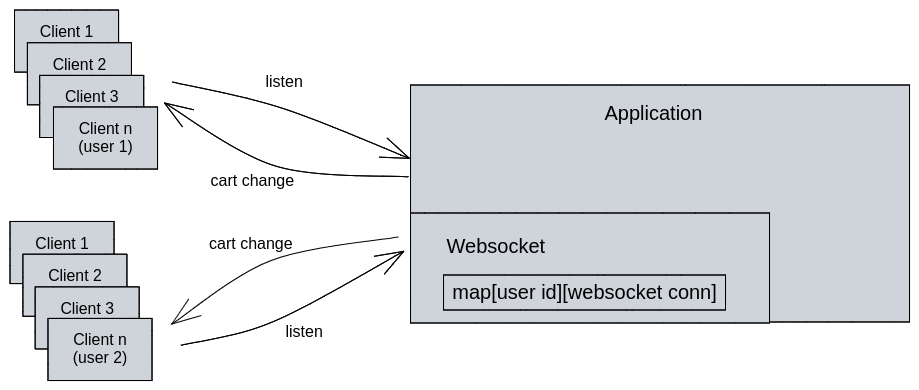 Client 1
Client 2
Client 3
Client n
(user 1)
listen
cart change
Application
Client 1
Client 2
Client 3
Client n
(user 2)
cart change
listen
Websocket
map[user id][websocket conn]